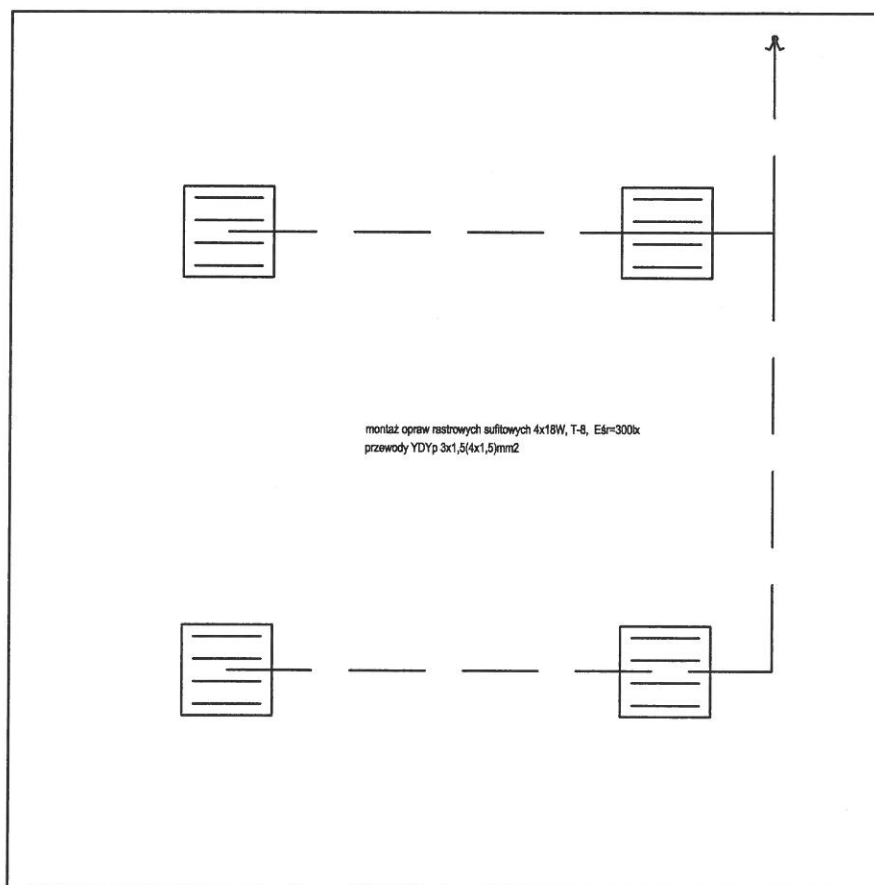 montaż opraw rastrowych sufitowych 4x18W, T-8, Eśr=300lx
przewody YDYp 3x1,5(4x1,5)mm2